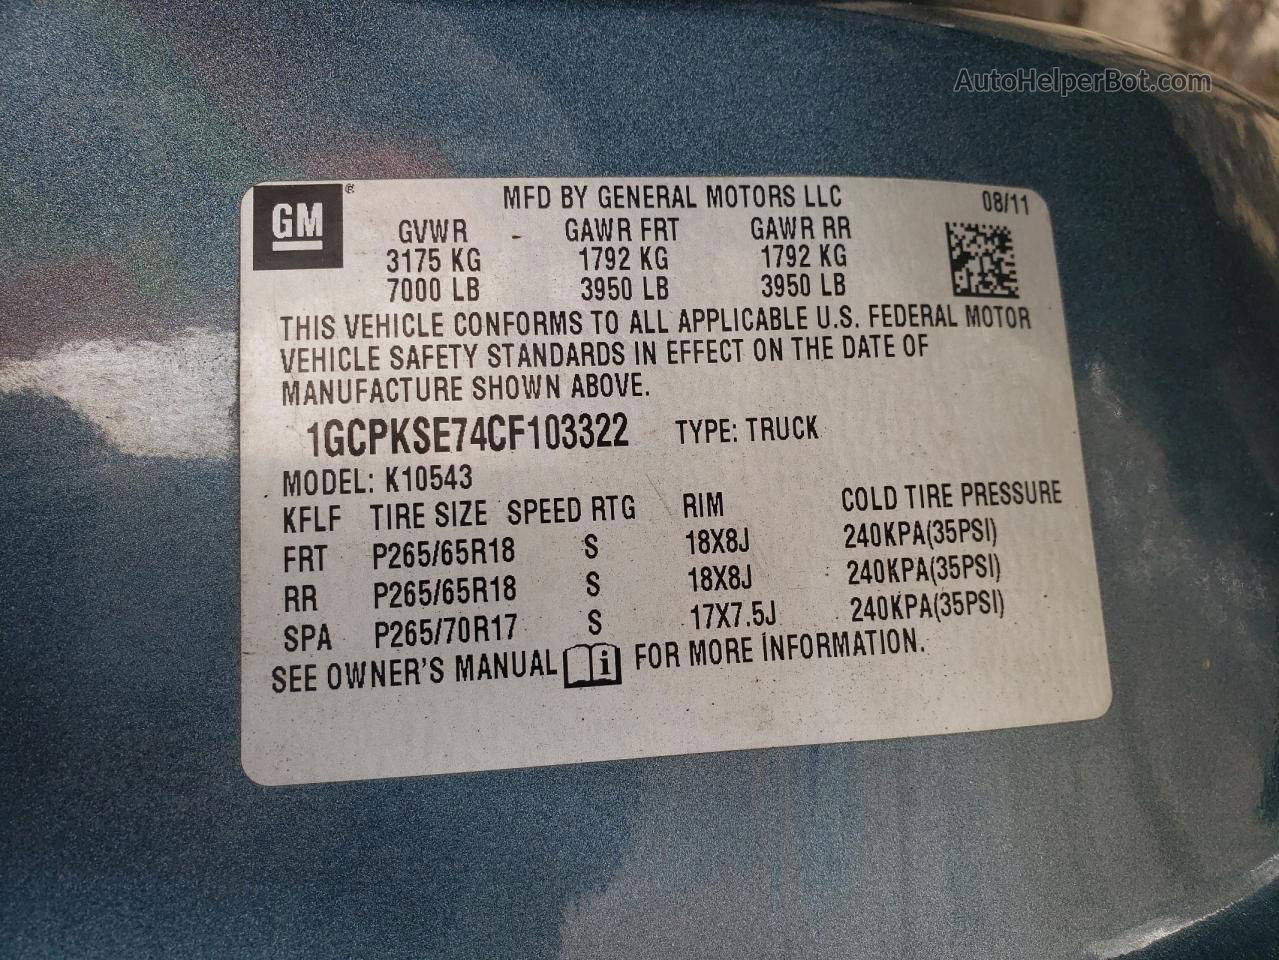 AutoHelperBot.com
GM ®
MFD BY GENERAL MOTORS LLC 08/11
GVWR GAWR FRT GAWR RR
3175 KG 1792 KG 1792 KG
7000 LB 3950 LB 3950 LB
THIS VEHICLE CONFORMS TO ALL APPLICABLE U.S. FEDERAL MOTOR
VEHICLE SAFETY STANDARDS IN EFFECT ON THE DATE OF
MANUFACTURE SHOWN ABOVE.
1GCPKSE74CF103322 TYPE: TRUCK
MODEL: K10543
KFLF TIRE SIZE SPEED RTG RIM COLD TIRE PRESSURE
FRT P265/65R18 S 18X8J 240KPA(35PSI)
RR P265/65R18 S 18X8J 240KPA(35PSI)
SPA P265/70R17 S 17X7.5J 240KPA(35PSI)
SEE OWNER'S MANUAL i FOR MORE INFORMATION.